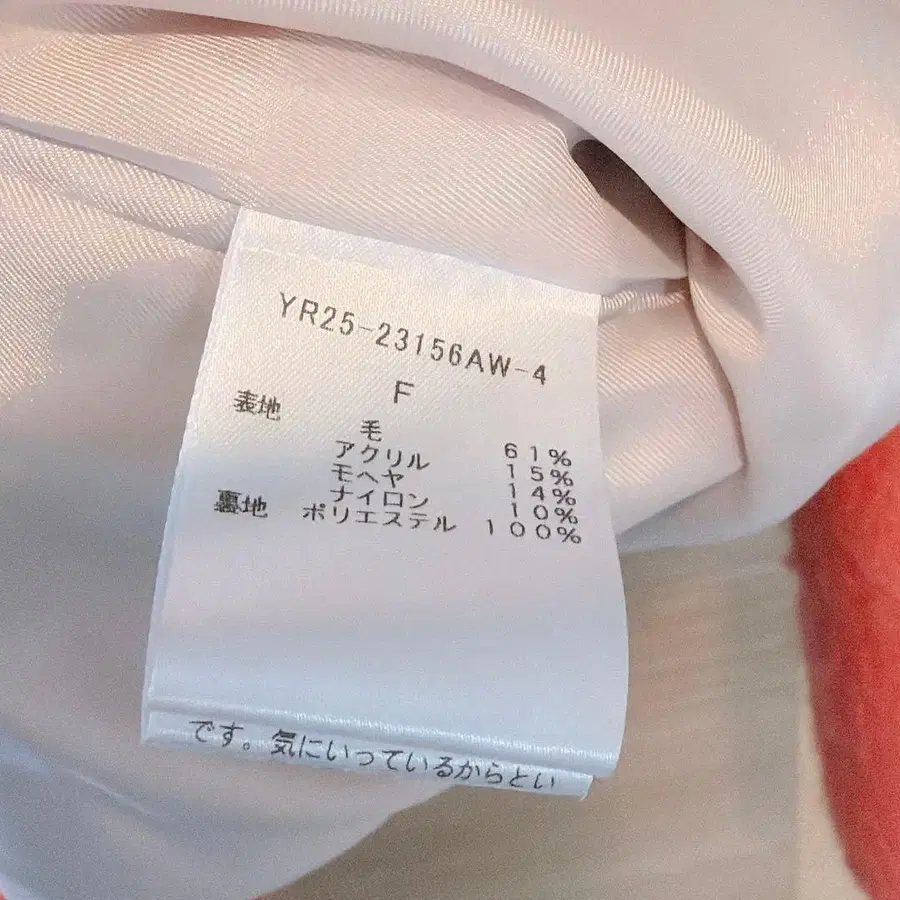 YR25-23156AW-4
F
表地
毛 61%
アクリル 15%
モヘヤ 14%
ナイロン 10%
裏地 ポリエステル 100%
です。気にいっているからとい